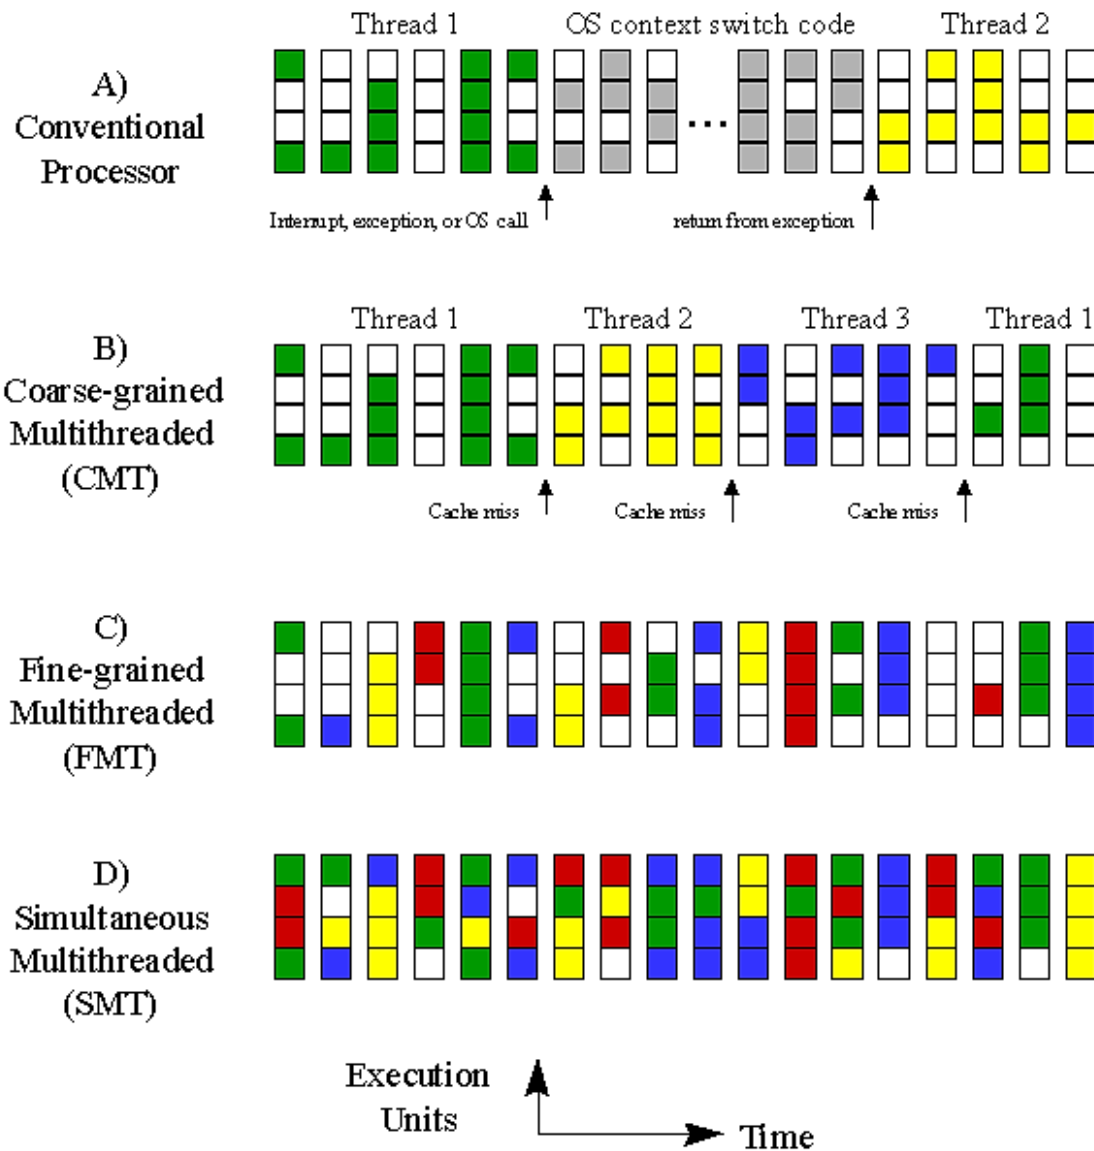 Thread 1 OS context switch code Thread 2
A)
Conventional
Processor
...
Interrupt, exception, or OS call return from exception
Thread 1 Thread 2 Thread 3 Thread 1
B)
Coarse-grained
Multithreaded
(CMT)
Cache miss Cache miss Cache miss
C)
Fine-grained
Multithreaded
(FMT)
D)
Simultaneous
Multithreaded
(SMT)
Execution
Units
Time